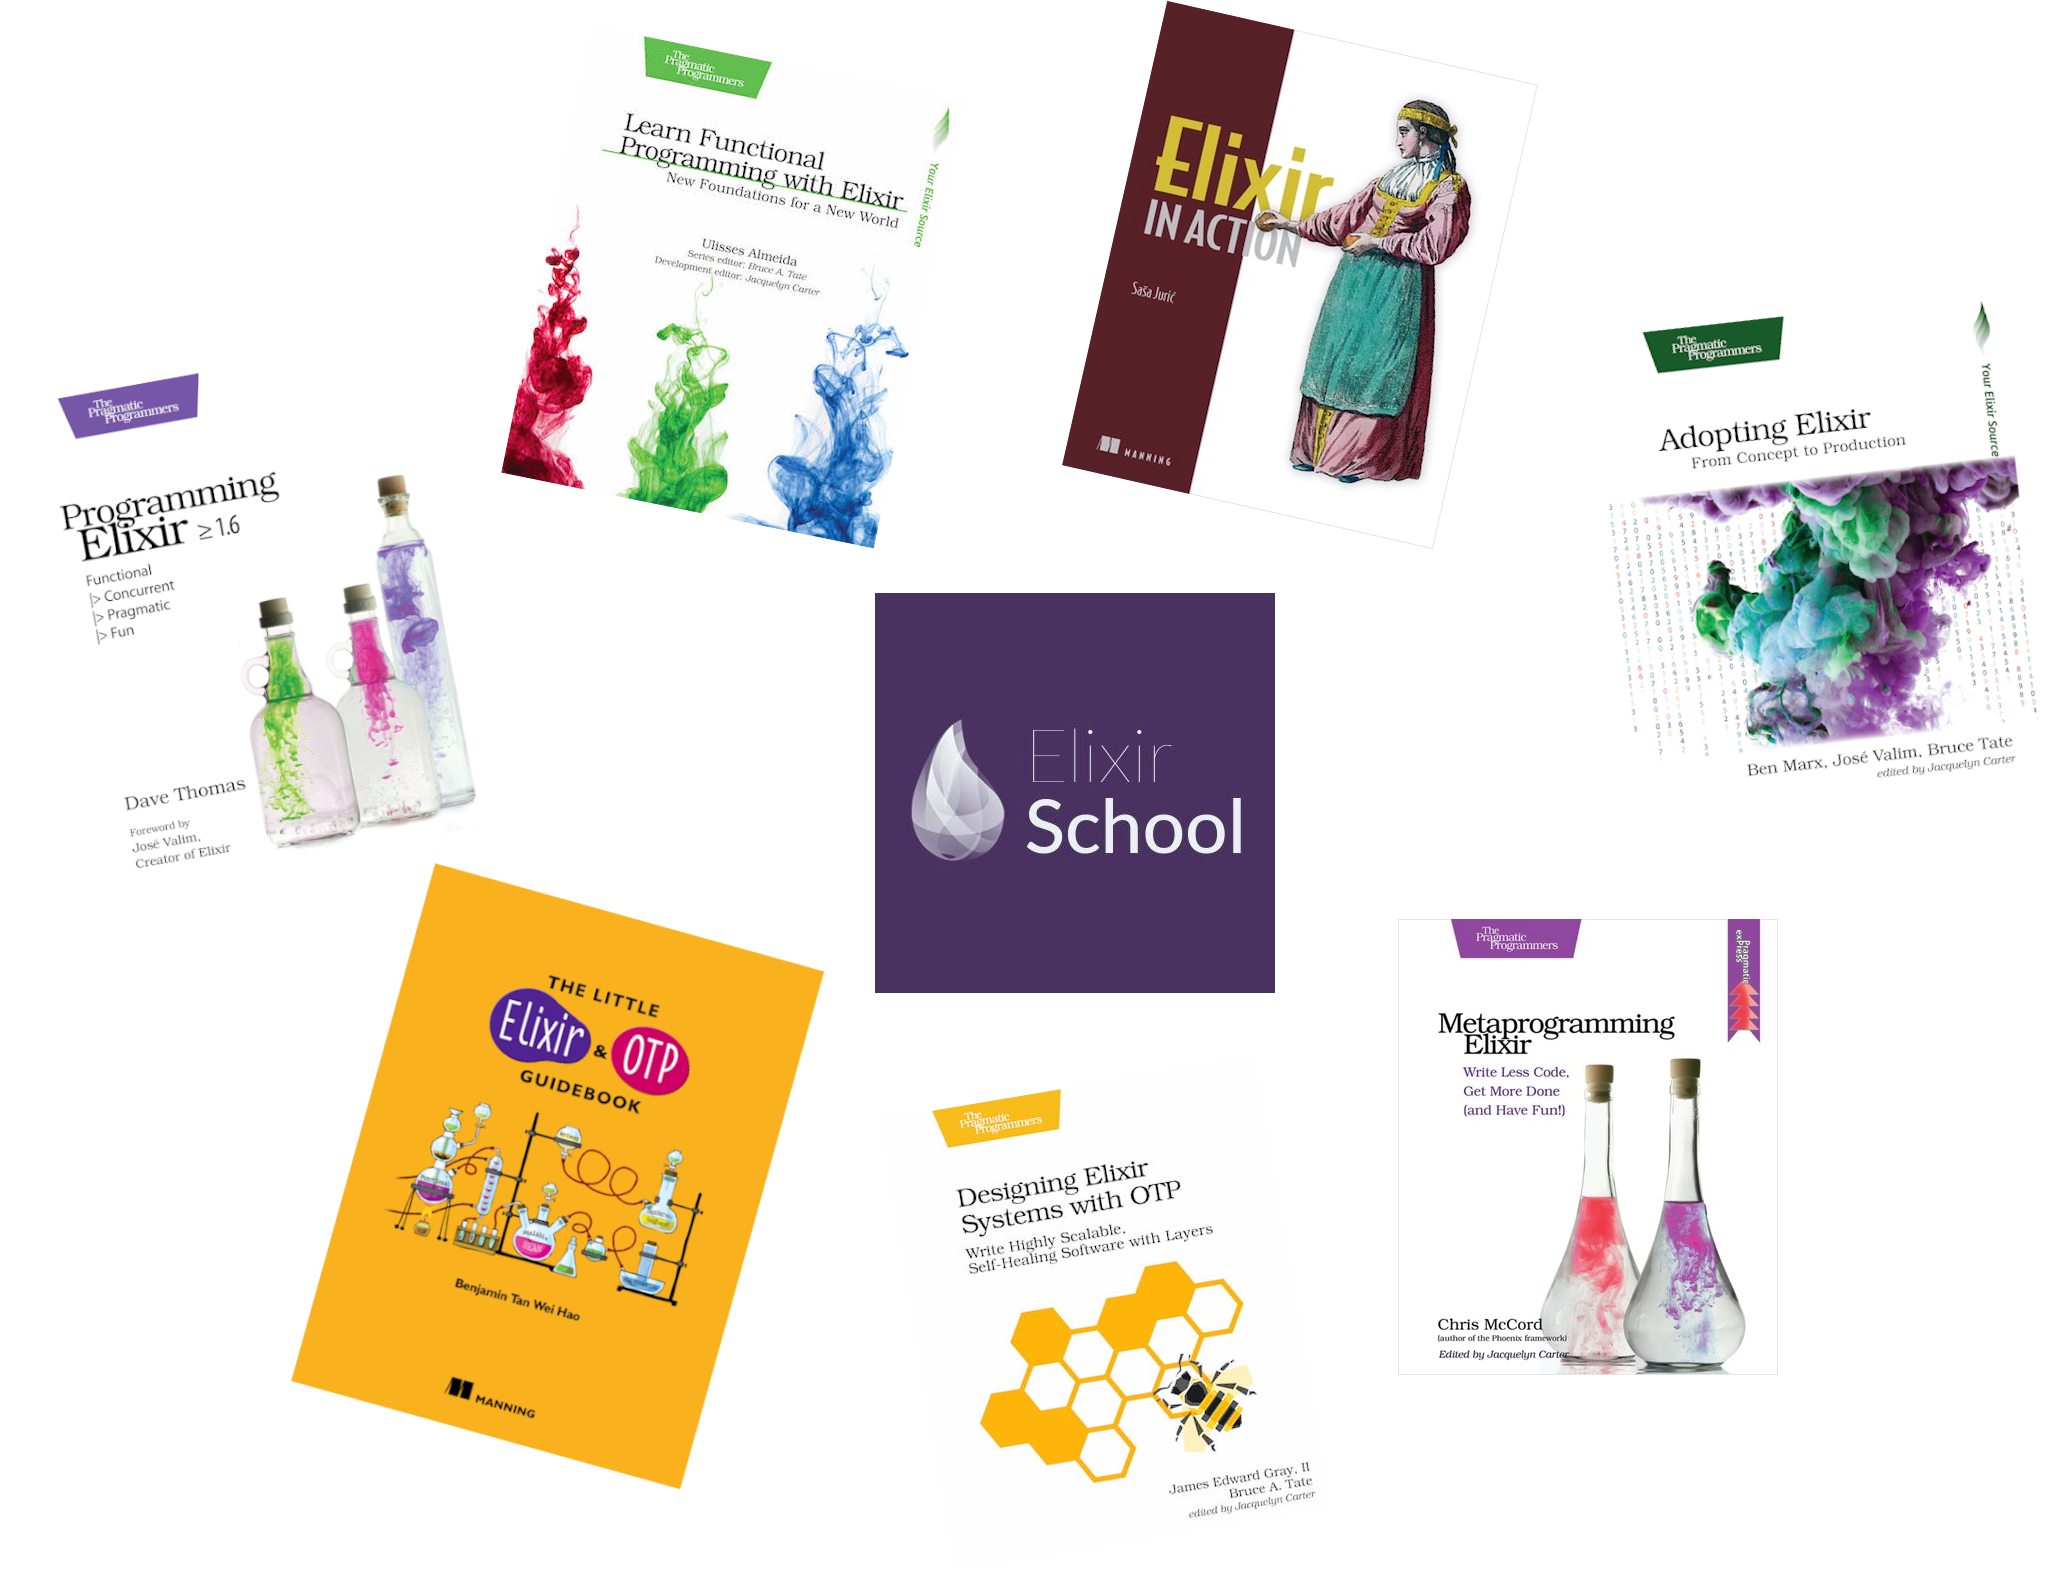 The
Pragmatic
Programmers
Learn Functional
Programming with Elixir
New Foundations for a New World
Your Elixir Source
Ulisses Almeida
Series editor: Bruce A. Tate
Development editor: Jacquelyn Carter
Elixir
IN ACTION
Saša Jurić
MANNING
The
Pragmatic
Programmers
Adopting Elixir
From Concept to Production
Your Elixir Source
Ben Marx, José Valim, Bruce Tate
edited by Jacquelyn Carter
The
Pragmatic
Programmers
Programming
Elixir ≥ 1.6
Functional
|> Concurrent
|> Pragmatic
|> Fun
Dave Thomas
Foreword by
José Valim,
Creator of Elixir
Elixir
School
THE LITTLE
Elixir & OTP
GUIDEBOOK
Benjamin Tan Wei Hao
MANNING
The
Pragmatic
Programmers
Designing Elixir
Systems with OTP
Write Highly Scalable,
Self-Healing Software with Layers
James Edward Gray, II
Bruce A. Tate
edited by Jacquelyn Carter
The
Pragmatic
Programmers
Pragmatic
exPress
Metaprogramming
Elixir
Write Less Code,
Get More Done
(and Have Fun!)
Chris McCord
(author of the Phoenix framework)
Edited by Jacquelyn Carter